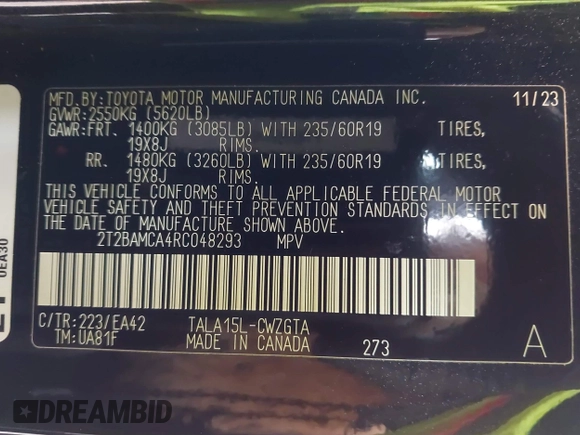 MFD.BY:TOYOTA MOTOR MANUFACTURING CANADA INC. 11/23
GVWR:2550KG (5620LB)
GAWR:FRT. 1400KG (3085LB) WITH 235/60R19 TIRES,
19X8J RIMS.
RR. 1480KG (3260LB) WITH 235/60R19 TIRES,
19X8J RIMS.
THIS VEHICLE CONFORMS TO ALL APPLICABLE FEDERAL MOTOR
VEHICLE SAFETY AND THEFT PREVENTION STANDARDS IN EFFECT ON
THE DATE OF MANUFACTURE SHOWN ABOVE.
2T2BAMCA4RC048293 MPV
C/TR:223/EA42 TALA15L-CWZGTA
TM:UA81F MADE IN CANADA 273 A
0EA30
DREAMBID